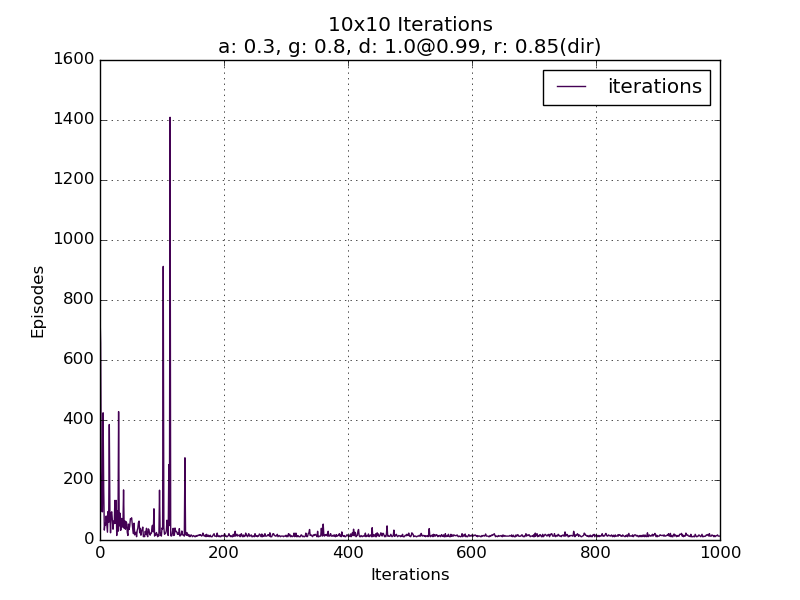 10x10 Iterations
a: 0.3, g: 0.8, d: 1.0@0.99, r: 0.85(dir)
iterations
1600
1400
1200
1000
800
600
400
200
0
Episodes
0 200 400 600 800 1000
Iterations